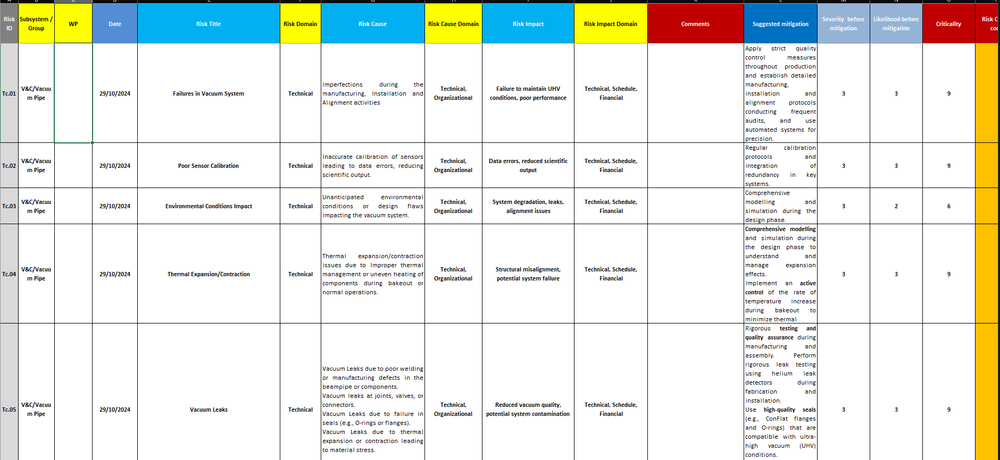 Risk ID
Subsystem / Group
WP
Date
Risk Title
Risk Domain
Risk Cause
Risk Cause Domain
Risk Impact
Risk Impact Domain
Comments
Suggested mitigation
Severity before mitigation
Likelihood before mitigation
Criticality
Risk C
Tc.01
V&C/Vacuu
m Pipe
29/10/2024
Failures in Vacuum System
Technical
Imperfections during the
manufacturing, Installation and
Alignment activities
Technical,
Organizational
Failure to maintain UHV
conditions, poor performance
Technical, Schedule,
Financial
Apply strict quality
control measures
throughout production
and establish detailed
manufacturing,
installation and
alignment protocols
conducting frequent
audits, and use
automated systems for
precision.
3
3
9
Tc.02
V&C/Vacuu
m Pipe
29/10/2024
Poor Sensor Calibration
Technical
Inaccurate calibration of sensors
leading to data errors, reducing
scientific output.
Technical,
Organizational
Data errors, reduced scientific
output
Technical, Schedule,
Financial
Regular calibration
protocols and
integration of
redundancy in key
systems.
3
3
9
Tc.03
V&C/Vacuu
m Pipe
29/10/2024
Environmental Conditions Impact
Technical
Unanticipated environmental
conditions or design flaws
impacting the vacuum system.
Technical,
Organizational
System degradation, leaks,
alignment issues
Technical, Schedule,
Financial
Comprehensive
modelling and
simulation during the
design phase.
3
2
6
Tc.04
V&C/Vacuu
m Pipe
29/10/2024
Thermal Expansion/Contraction
Technical
Thermal expansion/contraction
issues due to Improper thermal
management or uneven heating of
components during bakeout or
normal operations.
Technical,
Organizational
Structural misalignment,
potential system failure
Technical, Schedule,
Financial
Comprehensive modelling
and simulation during
the design phase to
understand and
manage expansion
effects.
Implement an active
control of the rate of
temperature increase
during bakeout to
minimize thermal
3
3
9
Tc.05
V&C/Vacuu
m Pipe
29/10/2024
Vacuum Leaks
Technical
Vacuum Leaks due to poor welding
or manufacturing defects in the
beampipe or components.
Vacuum leaks at joints, valves, or
connectors.
Vacuum Leaks due to failure in
seals (e.g., O-rings or flanges).
Vacuum Leaks due to thermal
expansion or contraction leading
to material stress.
Technical,
Organizational
Reduced vacuum quality,
potential system contamination
Technical, Schedule,
Financial
Rigorous testing and
quality assurance during
manufacturing and
assembly. Perform
rigorous leak testing
using helium leak
detectors during
fabrication and
installation.
Use high-quality seals
(e.g., ConFlat flanges
and O-rings) that are
compatible with ultra-
high vacuum (UHV)
conditions.
3
3
9